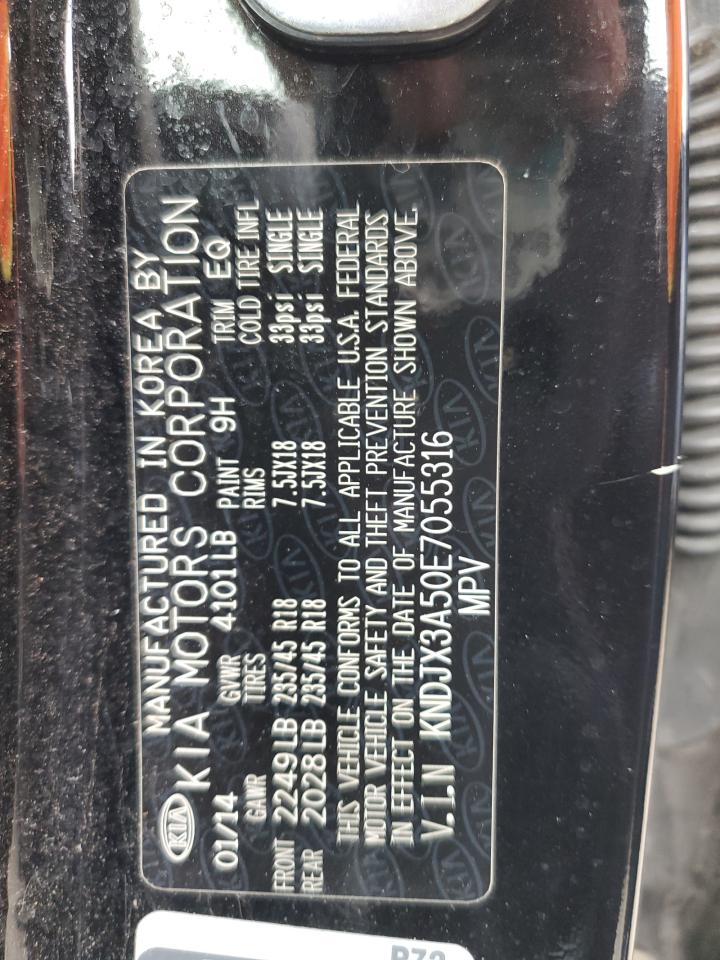 KIA MANUFACTURED IN KOREA BY
KIA MOTORS CORPORATION
01/14 GVWR 4101LB PAINT 9H TRIM EQ
GAWR TIRES RIMS COLD TIRE INFL
FRONT 2249LB 235/45 R18 7.5JX18 33psi SINGLE
REAR 2028LB 235/45 R18 7.5JX18 33psi SINGLE
THIS VEHICLE CONFORMS TO ALL APPLICABLE U.S.A. FEDERAL
MOTOR VEHICLE SAFETY AND THEFT PREVENTION STANDARDS
IN EFFECT ON THE DATE OF MANUFACTURE SHOWN ABOVE.
V.I.N KNDJX3A50E7055316
MPV